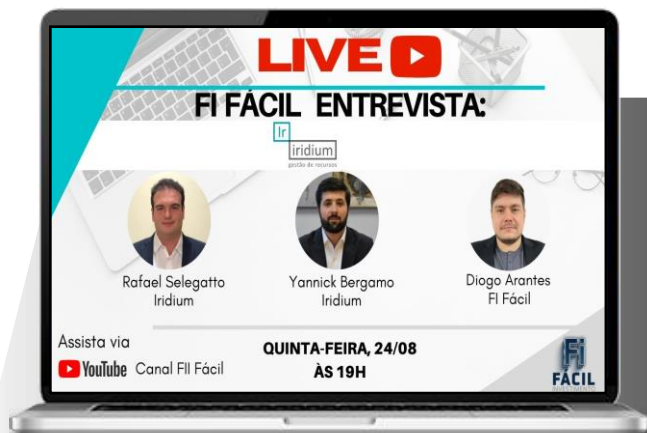 LIVE
FI FÁCIL ENTREVISTA:
Ir
iridium
gestão de recursos
Rafael Selegatto
Iridium
Yannick Bergamo
Iridium
Diogo Arantes
FI Fácil
Assista via
YouTube Canal FII Fácil
QUINTA-FEIRA, 24/08
ÀS 19H
Fi
FÁCIL
INVESTIMENTO